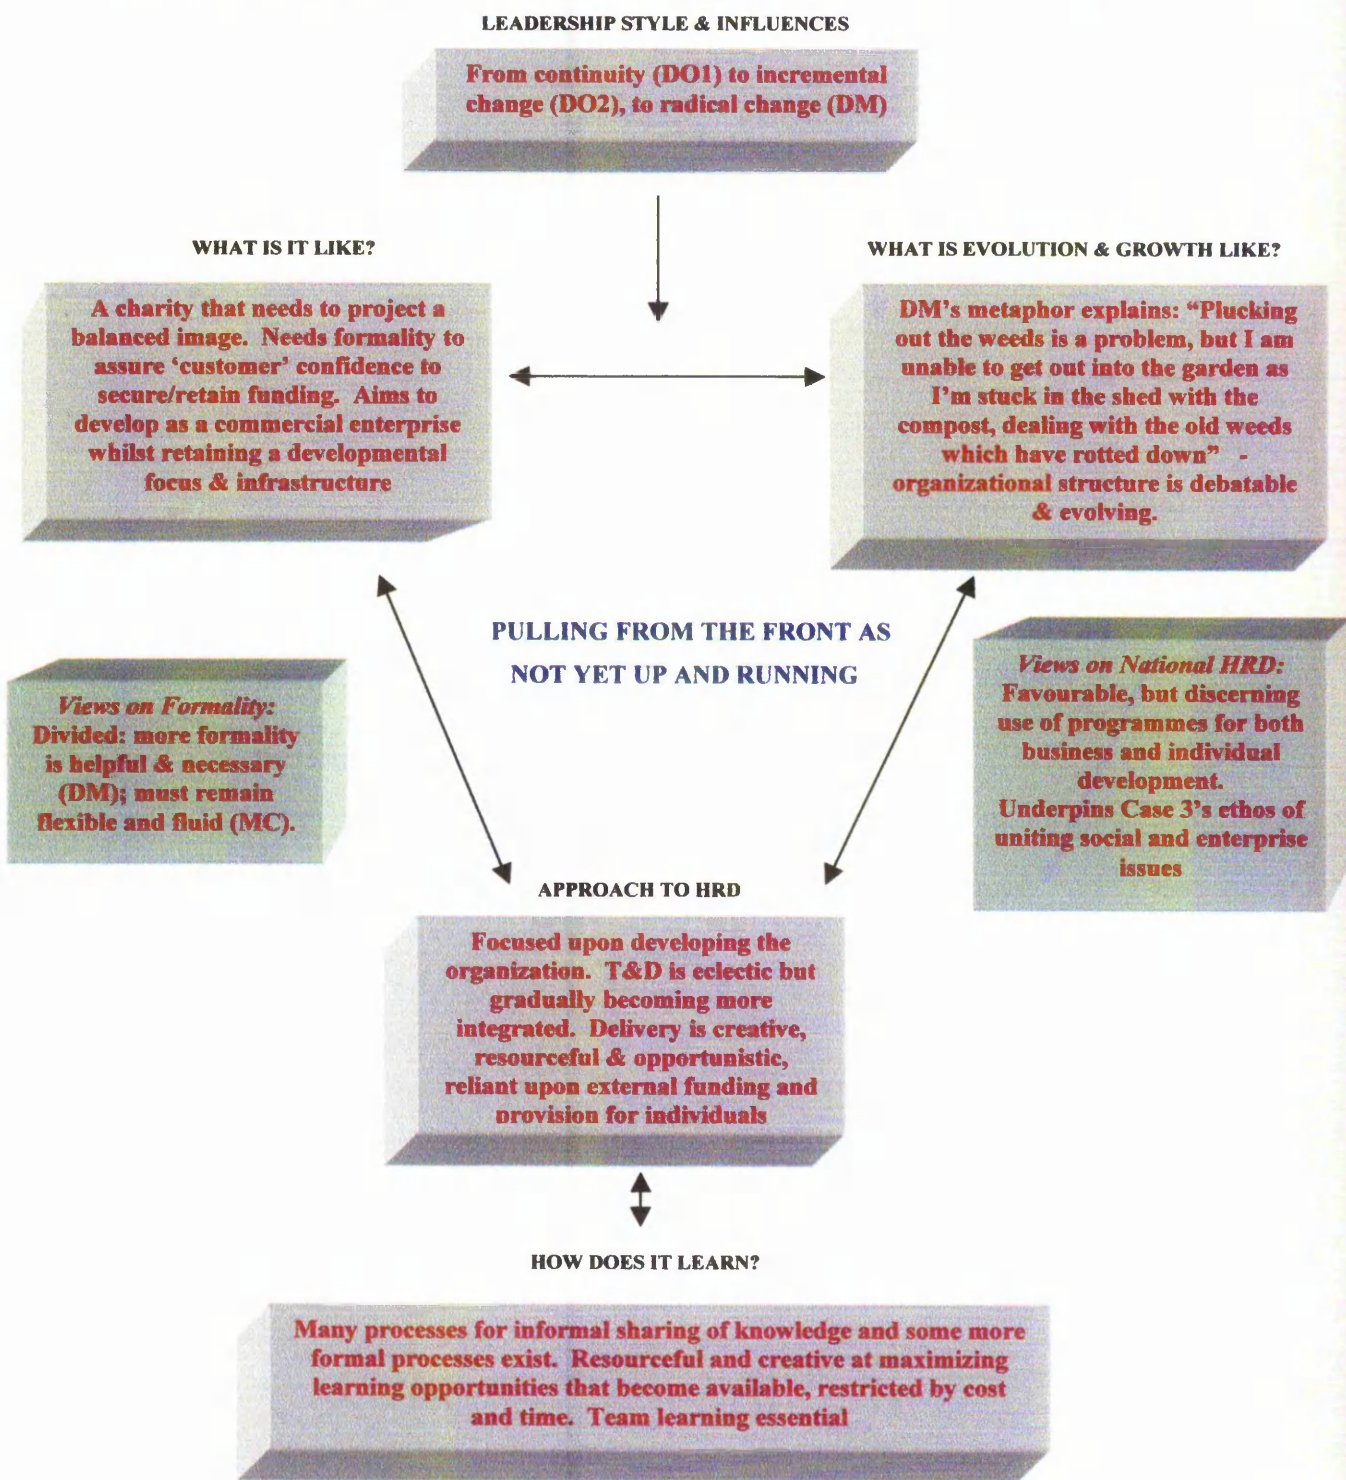 LEADERSHIP STYLE & INFLUENCES
From continuity (DO1) to incremental
change (DO2), to radical change (DM)
WHAT IS IT LIKE?
A charity that needs to project a
balanced image. Needs formality to
assure ‘customer’ confidence to
secure/retain funding. Aims to
develop as a commercial enterprise
whilst retaining a developmental
focus & infrastructure
WHAT IS EVOLUTION & GROWTH LIKE?
DM’s metaphor explains: “Plucking
out the weeds is a problem, but I am
unable to get out into the garden as
I’m stuck in the shed with the
compost, dealing with the old weeds
which have rotted down” -
organizational structure is debatable
& evolving.
PULLING FROM THE FRONT AS
NOT YET UP AND RUNNING
Views on Formality:
Divided: more formality
is helpful & necessary
(DM); must remain
flexible and fluid (MC).
Views on National HRD:
Favourable, but discerning
use of programmes for both
business and individual
development.
Underpins Case 3’s ethos of
uniting social and enterprise
issues
APPROACH TO HRD
Focused upon developing the
organization. T&D is eclectic but
gradually becoming more
integrated. Delivery is creative,
resourceful & opportunistic,
reliant upon external funding and
provision for individuals
HOW DOES IT LEARN?
Many processes for informal sharing of knowledge and some more
formal processes exist. Resourceful and creative at maximizing
learning opportunities that become available, restricted by cost
and time. Team learning essential